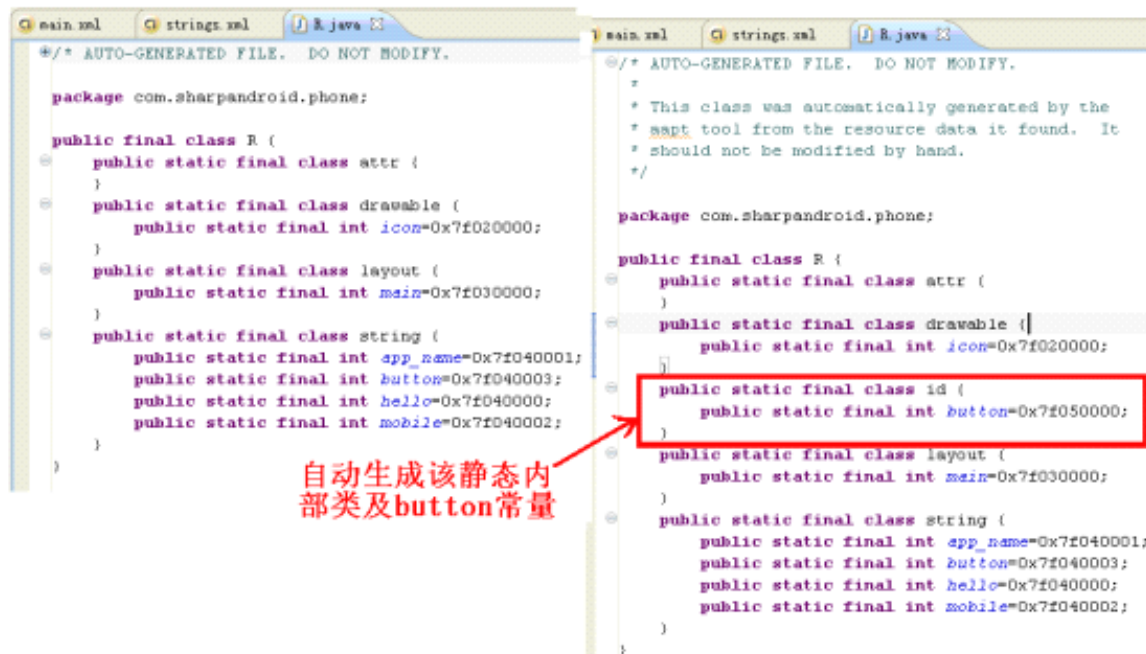 main.xml strings.xml R.java
/* AUTO-GENERATED FILE. DO NOT MODIFY.
package com.sharpandroid.phone;
public final class R {
public static final class attr {
}
public static final class drawable {
public static final int icon=0x7f020000;
}
public static final class layout {
public static final int main=0x7f030000;
}
public static final class string {
public static final int app_name=0x7f040001;
public static final int button=0x7f040003;
public static final int hello=0x7f040000;
public static final int mobile=0x7f040002;
}
}
自动生成该静态内
部类及button常量
main.xml strings.xml R.java
/* AUTO-GENERATED FILE. DO NOT MODIFY.
*
* This class was automatically generated by the
* aapt tool from the resource data it found. It
* should not be modified by hand.
*/
package com.sharpandroid.phone;
public final class R {
public static final class attr {
}
public static final class drawable {
public static final int icon=0x7f020000;
}
public static final class id {
public static final int button=0x7f050000;
}
public static final class layout {
public static final int main=0x7f030000;
}
public static final class string {
public static final int app_name=0x7f040001;
public static final int button=0x7f040003;
public static final int hello=0x7f040000;
public static final int mobile=0x7f040002;
}
}